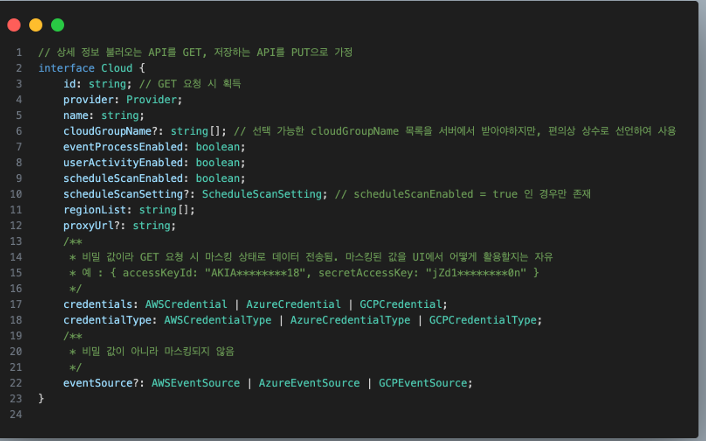 1 // 상세 정보 불러오는 API를 GET, 저장하는 API를 PUT으로 가정
2 interface Cloud {
3 id: string; // GET 요청 시 획득
4 provider: Provider;
5 name: string;
6 cloudGroupName?: string[]; // 선택 가능한 cloudGroupName 목록을 서버에서 받아야하지만, 편의상 상수로 선언하여 사용
7 eventProcessEnabled: boolean;
8 userActivityEnabled: boolean;
9 scheduleScanEnabled: boolean;
10 scheduleScanSetting?: ScheduleScanSetting; // scheduleScanEnabled = true 인 경우만 존재
11 regionList: string[];
12 proxyUrl?: string;
13 /**
14 * 비밀 값이라 GET 요청 시 마스킹 상태로 데이터 전송됨. 마스킹된 값을 UI에서 어떻게 활용할지는 자유
15 * 예 : { accessKeyId: "AKIA********18", secretAccessKey: "jZd1********0n" }
16 */
17 credentials: AWSCredential | AzureCredential | GCPCredential;
18 credentialType: AWSCredentialType | AzureCredentialType | GCPCredentialType;
19 /**
20 * 비밀 값이 아니라 마스킹되지 않음
21 */
22 eventSource?: AWSEventSource | AzureEventSource | GCPEventSource;
23 }
24